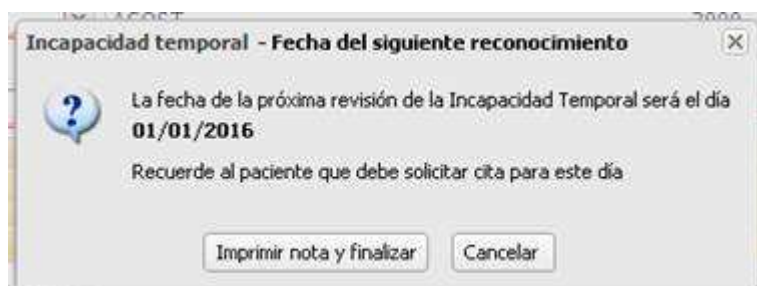 Incapacidad temporal - Fecha del siguiente reconocimiento
La fecha de la próxima revisión de la Incapacidad Temporal será el día
01/01/2016
Recuerde al paciente que debe solicitar cita para este día
Imprimir nota y finalizar Cancelar